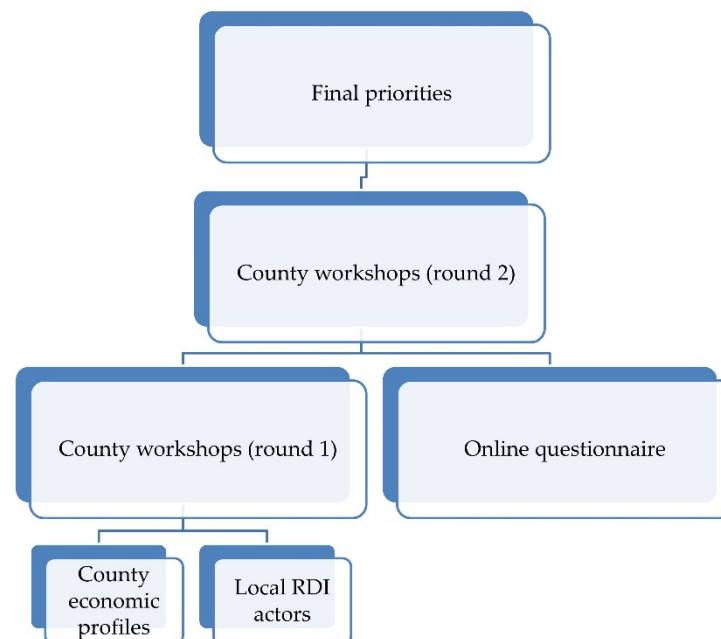 Final priorities
County workshops (round 2)
County workshops (round 1)
Online questionnaire
County
economic
profiles
Local RDI
actors